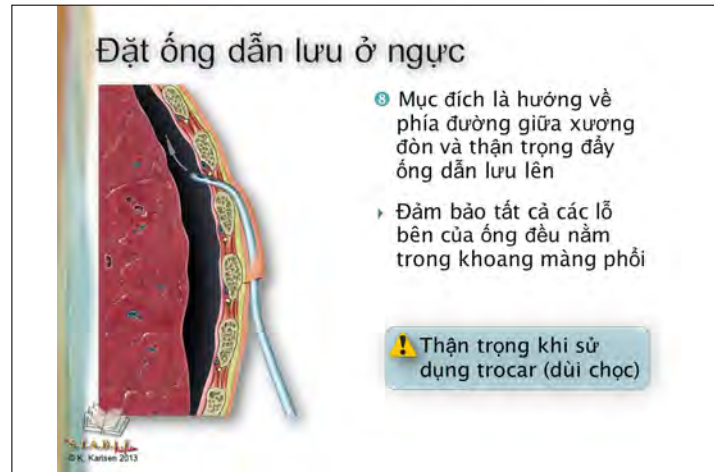 Đặt ống dẫn lưu ở ngực
8 Mục đích là hướng về
phía đường giữa xương
đòn và thận trọng đẩy
ống dẫn lưu lên
Đảm bảo tất cả các lỗ
bên của ống đều nằm
trong khoang màng phổi
Thận trọng khi sử
dụng trocar (dùi chọc)
S.T.A.B.L.E.
© K. Karlsen 2013